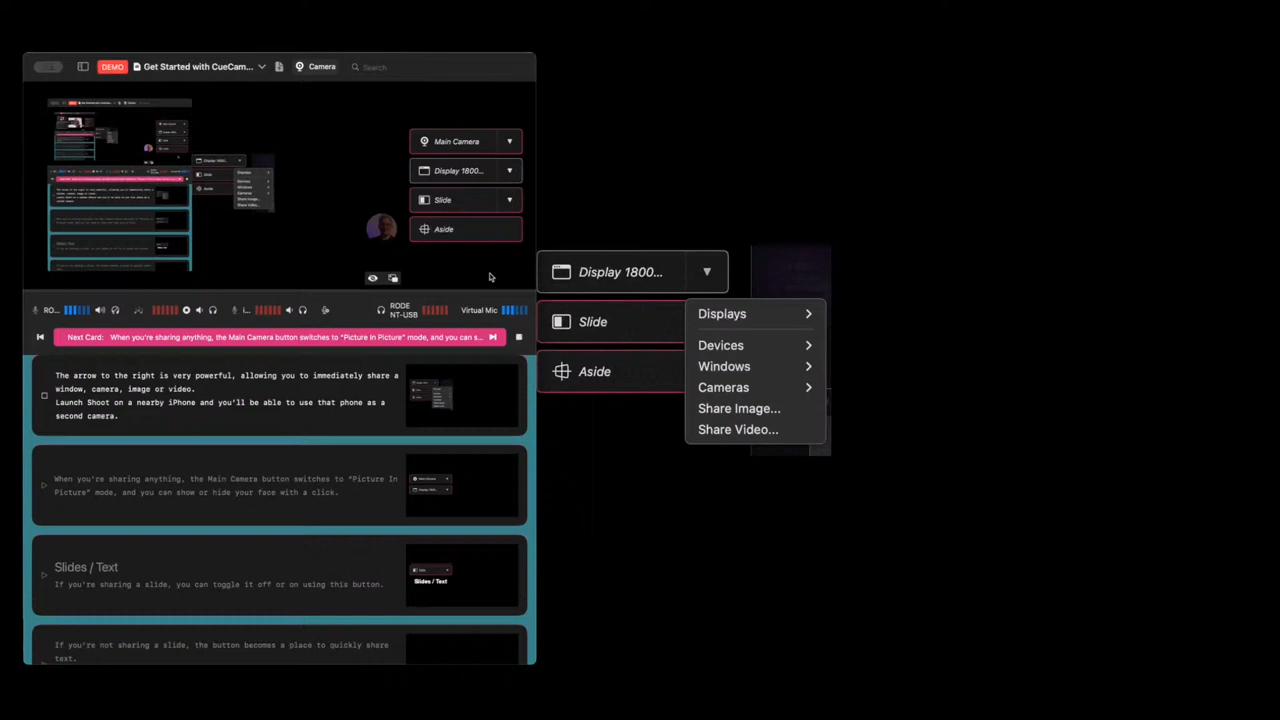 DEMO Get Started with CueCam... Camera Search
Main Camera
Display 1800...
Slide
Aside
RO...
I...
RODE
NT-USB
Virtual Mic
Next Card: When you're sharing anything, the Main Camera button switches to “Picture In Picture” mode, and you can s...
The arrow to the right is very powerful, allowing you to immediately share a
window, camera, image or video.
Launch Shoot on a nearby iPhone and you'll be able to use that phone as a
second camera.
When you're sharing anything, the Main Camera button switches to “Picture In
Picture” mode, and you can show or hide your face with a click.
Main Camera
Display 1800...
Slides / Text
If you're sharing a slide, you can toggle it off or on using this button.
Slide
Slides / Text
If you're not sharing a slide, the button becomes a place to quickly share
text.
Display 1800...
Slide
Aside
Displays
Devices
Windows
Cameras
Share Image...
Share Video...